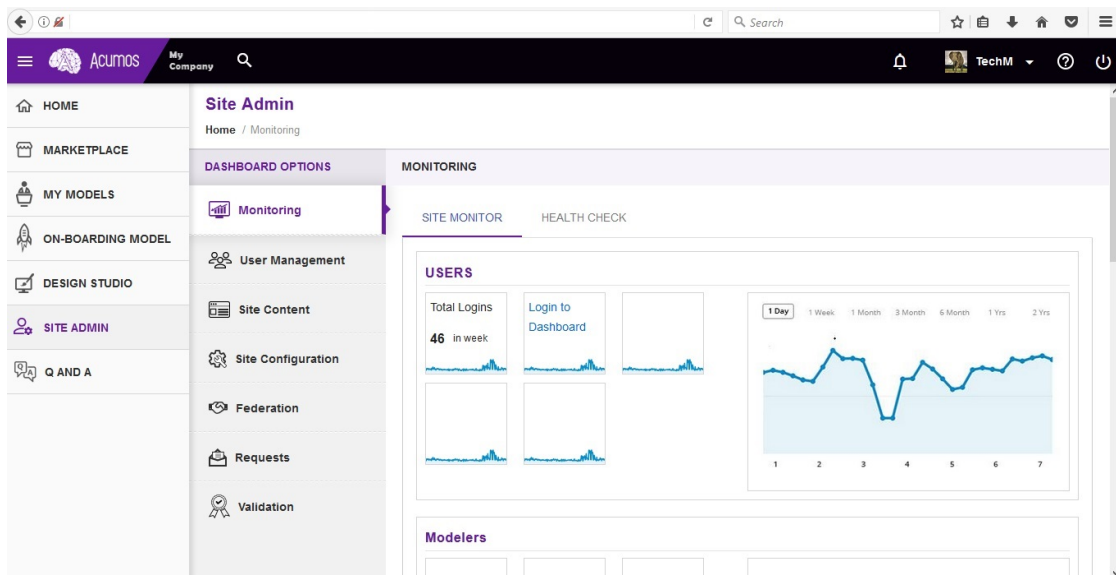 Search
Acumos
My
Company
TechM
HOME
MARKETPLACE
MY MODELS
ON-BOARDING MODEL
DESIGN STUDIO
SITE ADMIN
Q AND A
Site Admin
Home / Monitoring
DASHBOARD OPTIONS
Monitoring
User Management
Site Content
Site Configuration
Federation
Requests
Validation
MONITORING
SITE MONITOR HEALTH CHECK
USERS
Total Logins
46 in week
Login to
Dashboard
1 Day 1 Week 1 Month 3 Month 6 Month 1 Yrs 2 Yrs
1 2 3 4 5 6 7
Modelers